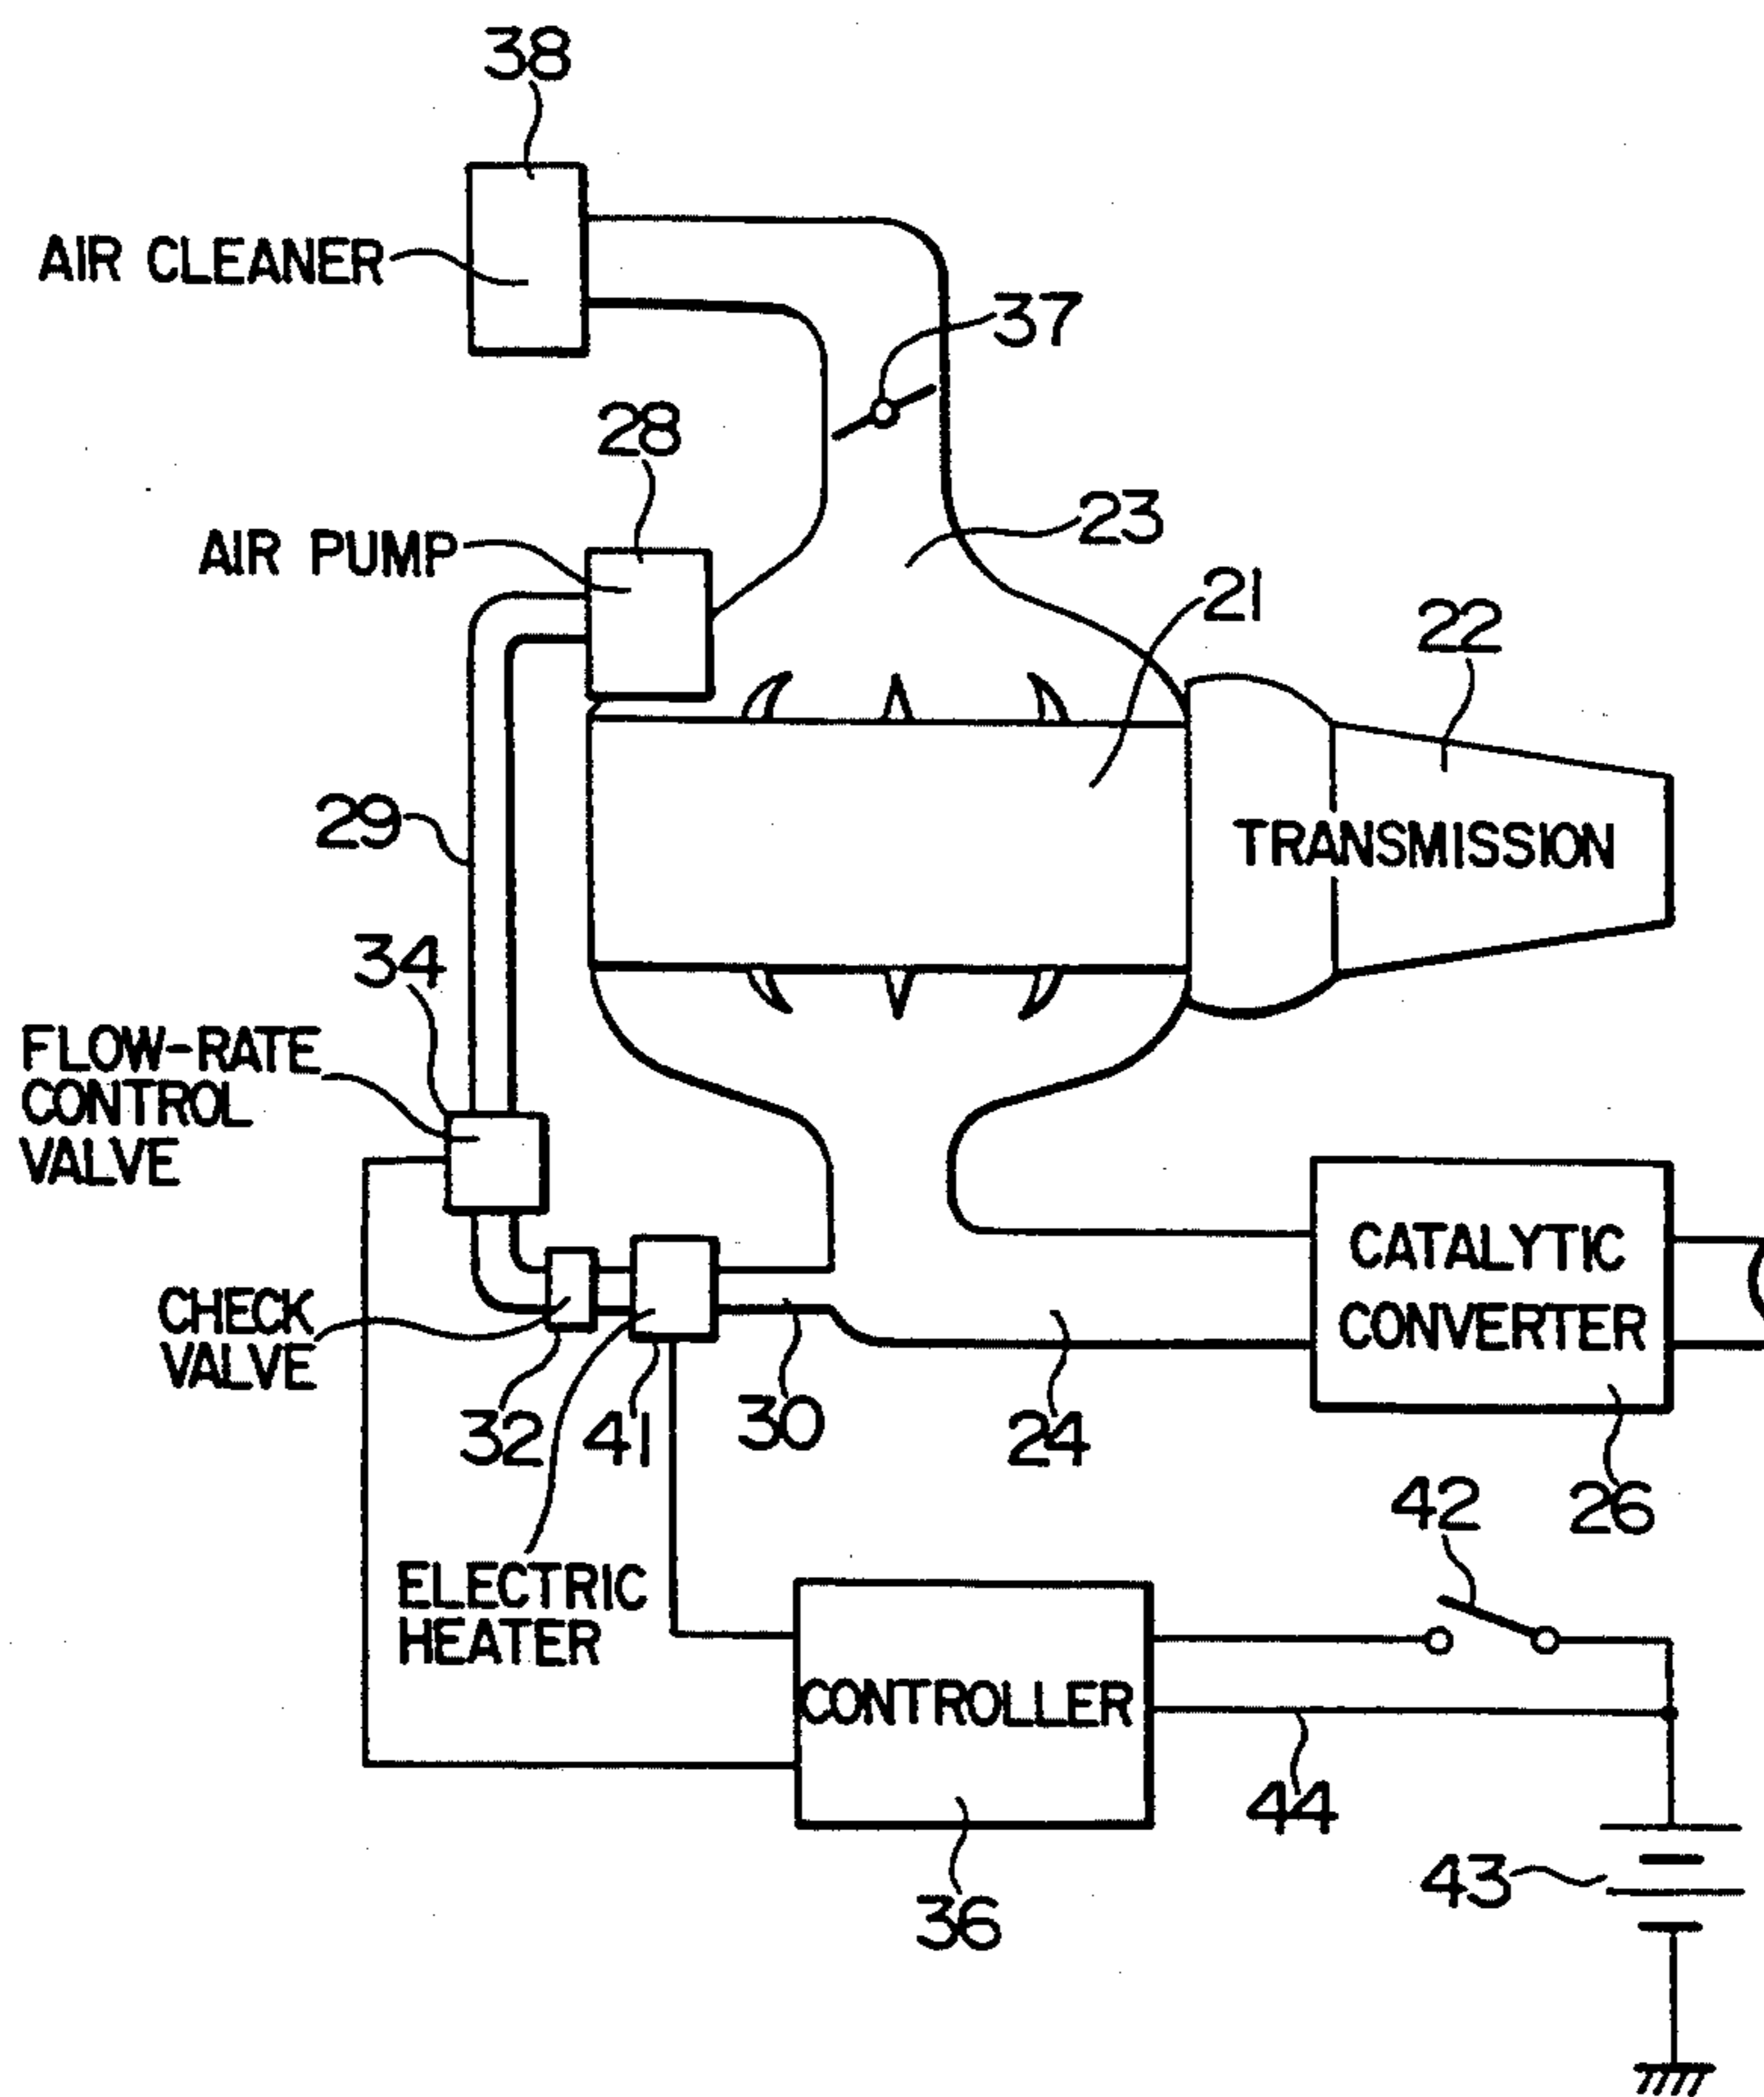 38
AIR CLEANER
37
28
23
AIR PUMP
21
22
29
TRANSMISSION
34
FLOW-RATE
CONTROL
VALVE
CATALYTIC
CONVERTER
CHECK
VALVE
32
41
30
24
26
42
ELECTRIC
HEATER
CONTROLLER
44
43
36